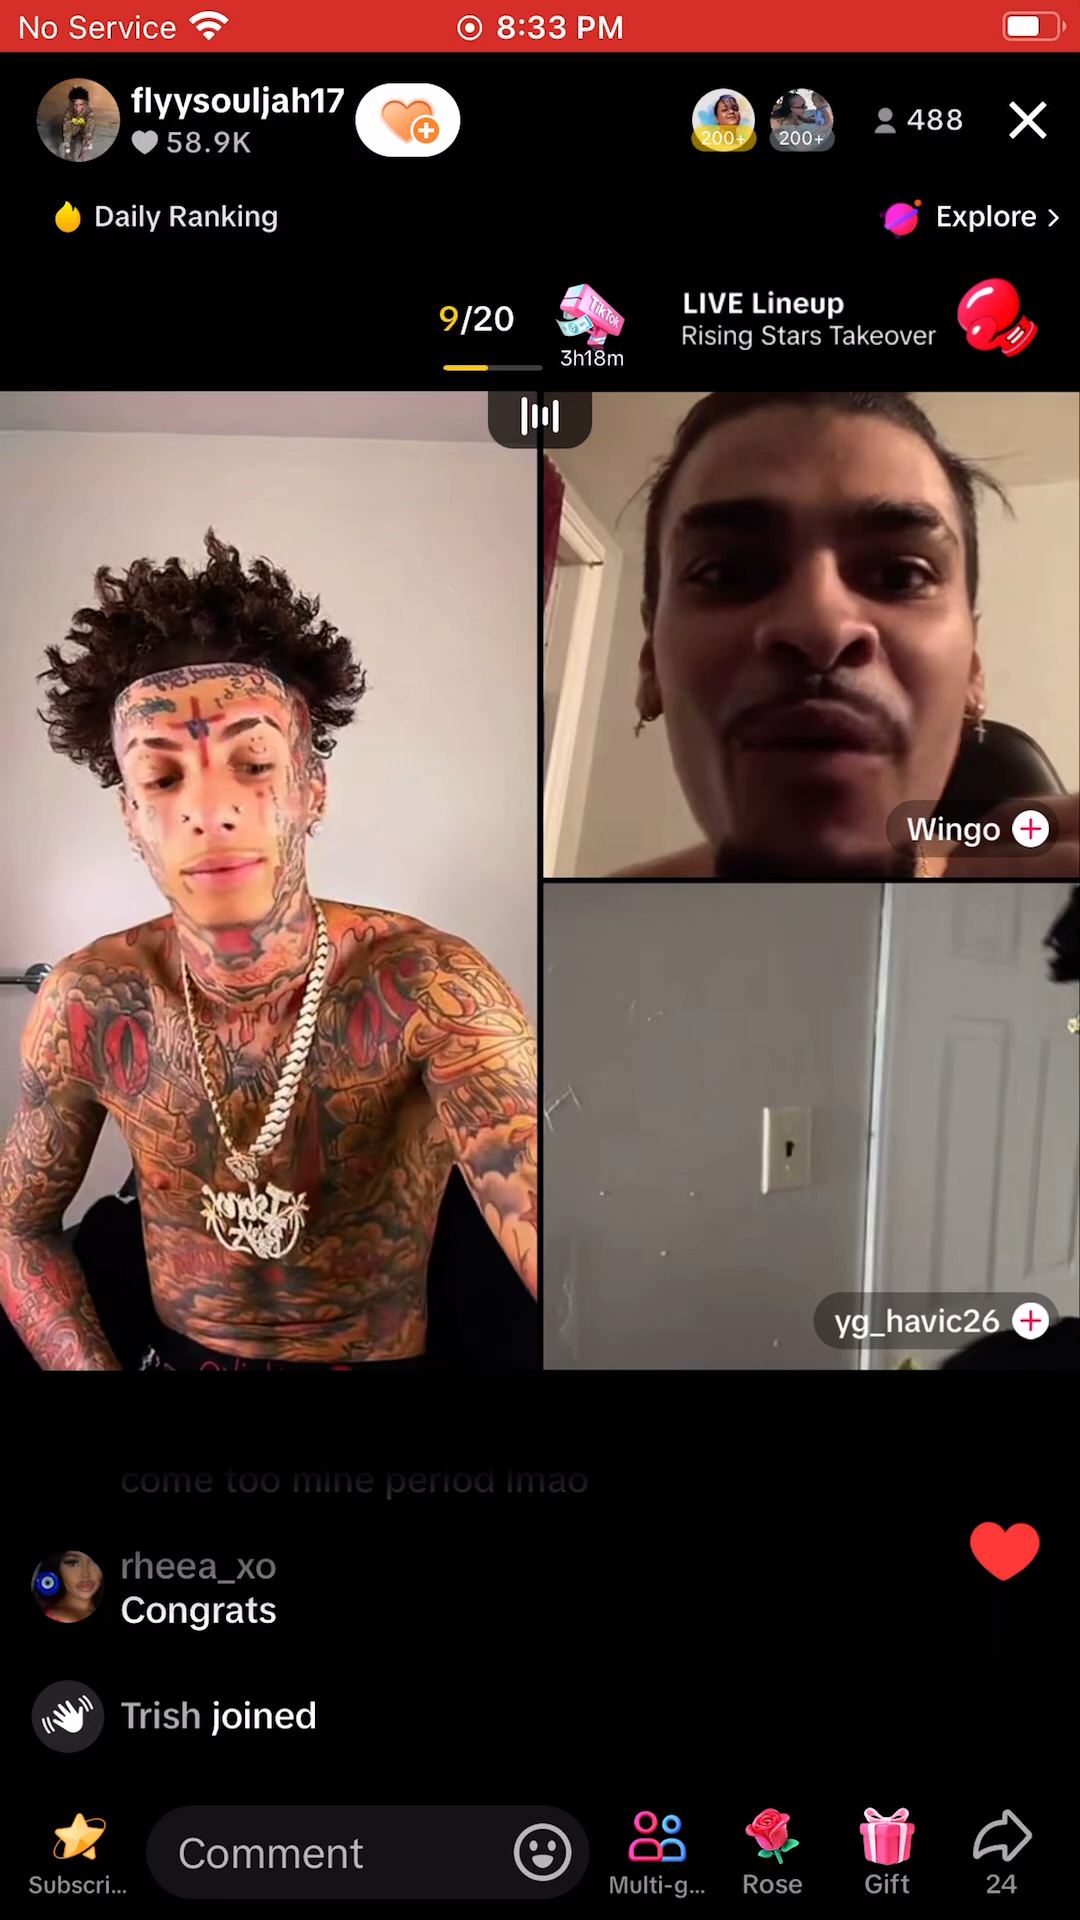 No Service 8:33 PM
flyysouljah17
58.9K
200+ 200+ 488
Daily Ranking Explore >
9/20 TikTok 3h18m
LIVE Lineup
Rising Stars Takeover
Wingo
yg_havic26
come too mine period lmao
rheea_xo
Congrats
Trish joined
Comment
Subscri... Multi-g... Rose Gift 24